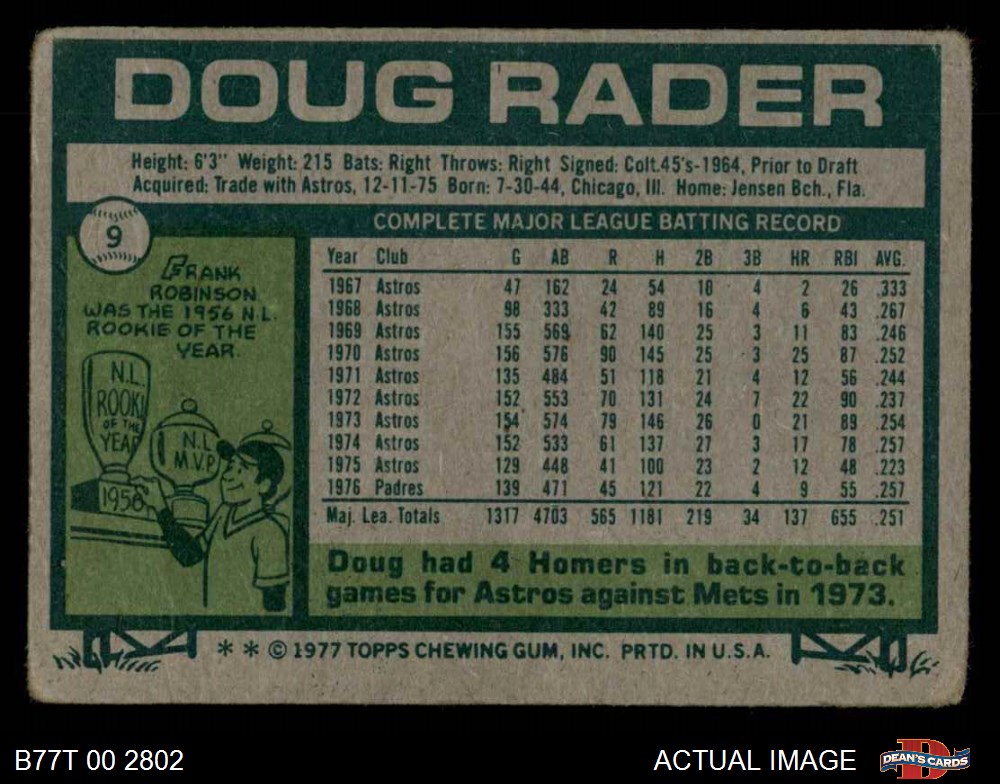 DOUG RADER
Height: 6'3" Weight: 215 Bats: Right Throws: Right Signed: Colt.45's-1964, Prior to Draft
Acquired: Trade with Astros, 12-11-75 Born: 7-30-44, Chicago, Ill. Home: Jensen Bch., Fla.
9
FRANK
ROBINSON
WAS THE 1956 N.L.
ROOKIE OF THE
YEAR.
N.L.
ROOKI
OF THE
YEAR
1956
N.L.
M.V.P.
COMPLETE MAJOR LEAGUE BATTING RECORD
Year Club G AB R H 2B 3B HR RBI AVG.
1967 Astros 47 162 24 54 10 4 2 26 .333
1968 Astros 98 333 42 89 16 4 6 43 .267
1969 Astros 155 569 62 140 25 3 11 83 .246
1970 Astros 156 576 90 145 25 3 25 87 .252
1971 Astros 135 484 51 118 21 4 12 56 .244
1972 Astros 152 553 70 131 24 7 22 90 .237
1973 Astros 154 574 79 146 26 0 21 89 .254
1974 Astros 152 533 61 137 27 3 17 78 .257
1975 Astros 129 448 41 100 23 2 12 48 .223
1976 Padres 139 471 45 121 22 4 9 55 .257
Maj. Lea. Totals 1317 4703 565 1181 219 34 137 655 .251
Doug had 4 Homers in back-to-back
games for Astros against Mets in 1973.
* * © 1977 TOPPS CHEWING GUM, INC. PRTD. IN U.S.A.
B77T 00 2802
ACTUAL IMAGE
D
DEAN'S CARDS